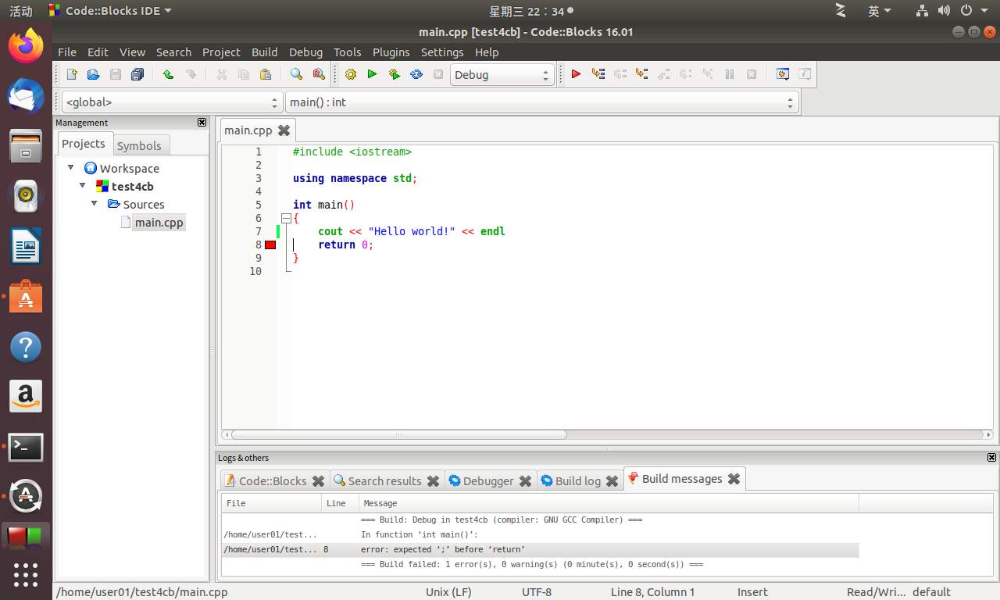 活动 Code::Blocks IDE 星期三 22：34 英
main.cpp [test4cb] - Code::Blocks 16.01
File Edit View Search Project Build Debug Tools Plugins Settings Help
Debug
<global> main() : int
Management
Projects Symbols
Workspace
test4cb
Sources
main.cpp
main.cpp
1 #include <iostream>
2
3 using namespace std;
4
5 int main()
6 {
7 cout << "Hello world!" << endl
8 return 0;
9 }
10
Logs & others
Code::Blocks Search results Debugger Build log Build messages
File Line Message
=== Build: Debug in test4cb (compiler: GNU GCC Compiler) ===
/home/user01/test... In function ‘int main()’:
/home/user01/test... 8 error: expected ‘;’ before ‘return’
=== Build failed: 1 error(s), 0 warning(s) (0 minute(s), 0 second(s)) ===
/home/user01/test4cb/main.cpp Unix (LF) UTF-8 Line 8, Column 1 Insert Read/Wri... default